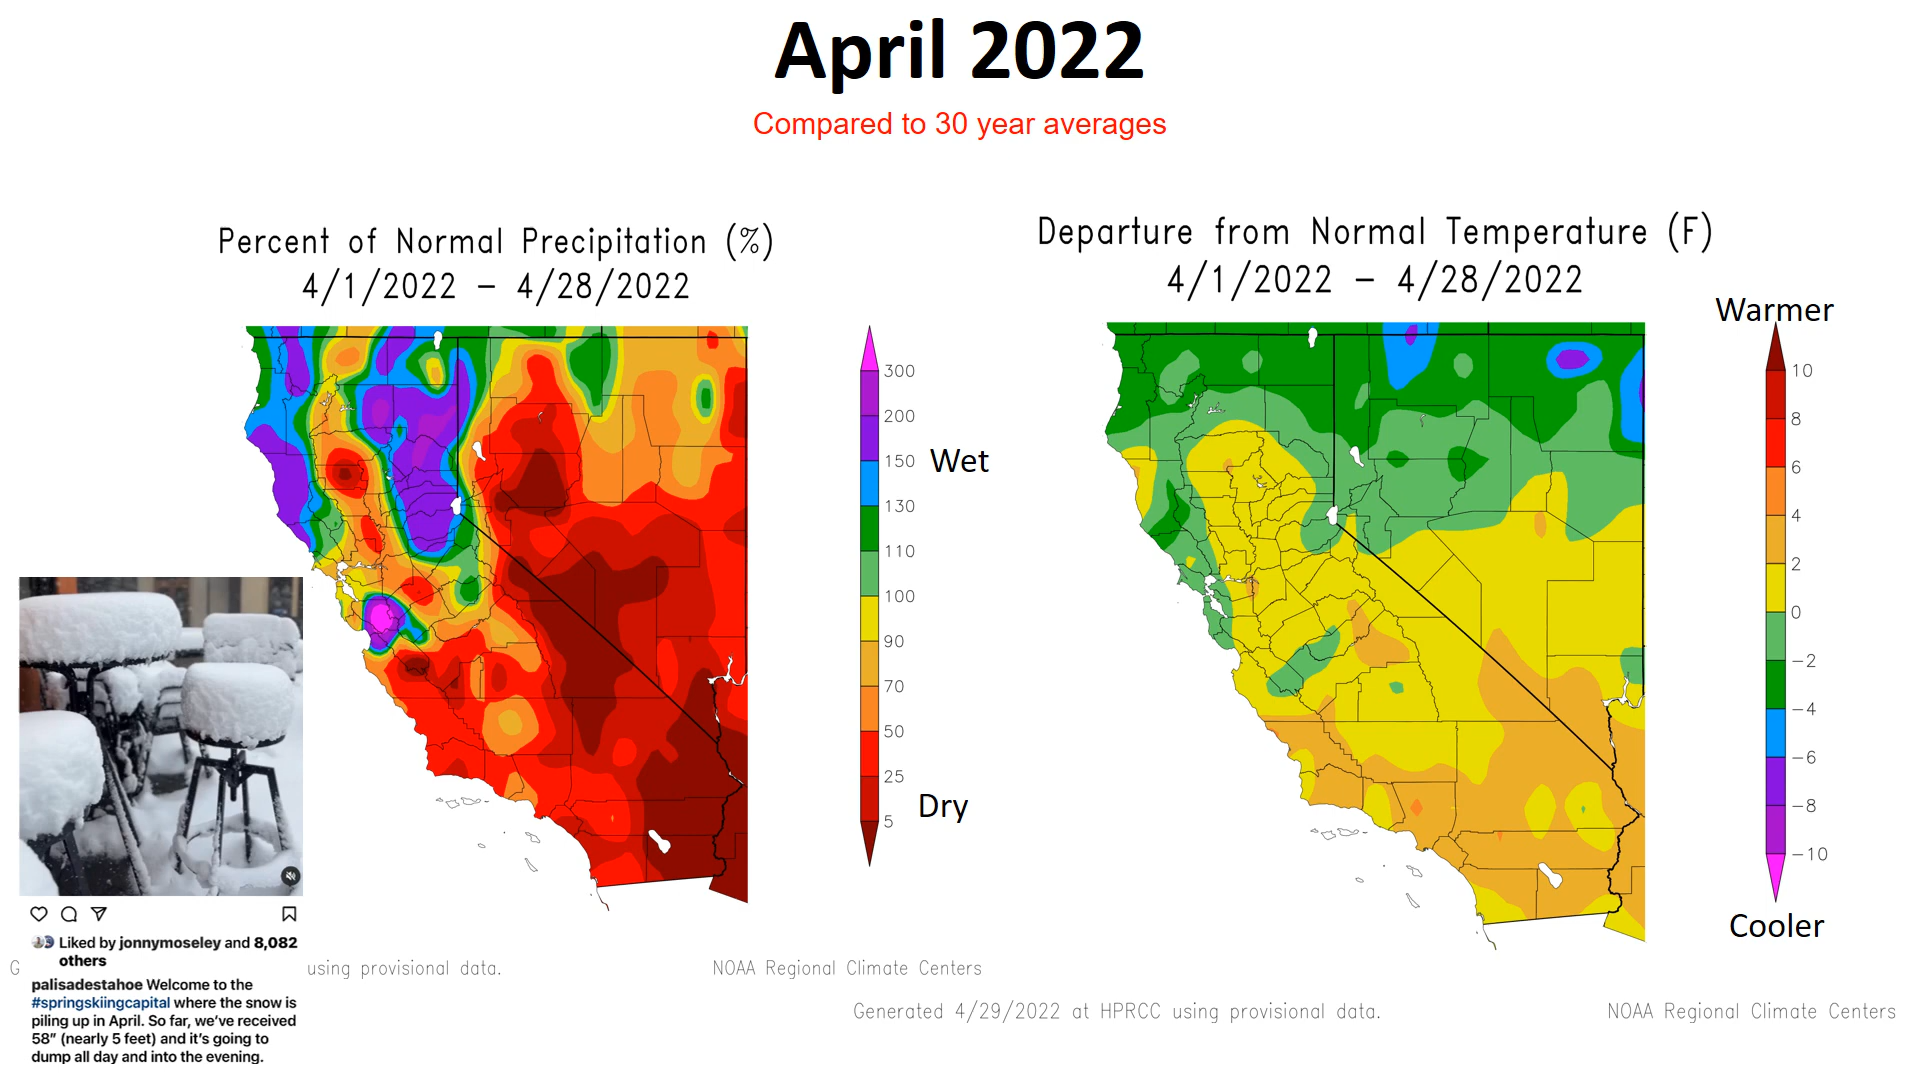 April 2022
Compared to 30 year averages
Percent of Normal Precipitation (%)
4/1/2022 – 4/28/2022
300
200
150
130
110
100
90
70
50
25
5
Wet
Dry
Departure from Normal Temperature (F)
4/1/2022 – 4/28/2022
Warmer
10
8
6
4
2
0
−2
−4
−6
−8
−10
Cooler
Liked by jonnymoseley and 8,082
others
palisadestahoe Welcome to the
#springskiingcapital where the snow is
piling up in April. So far, we've received
58" (nearly 5 feet) and it's going to
dump all day and into the evening.
G
using provisional data.
NOAA Regional Climate Centers
Generated 4/29/2022 at HPRCC using provisional data.
NOAA Regional Climate Centers